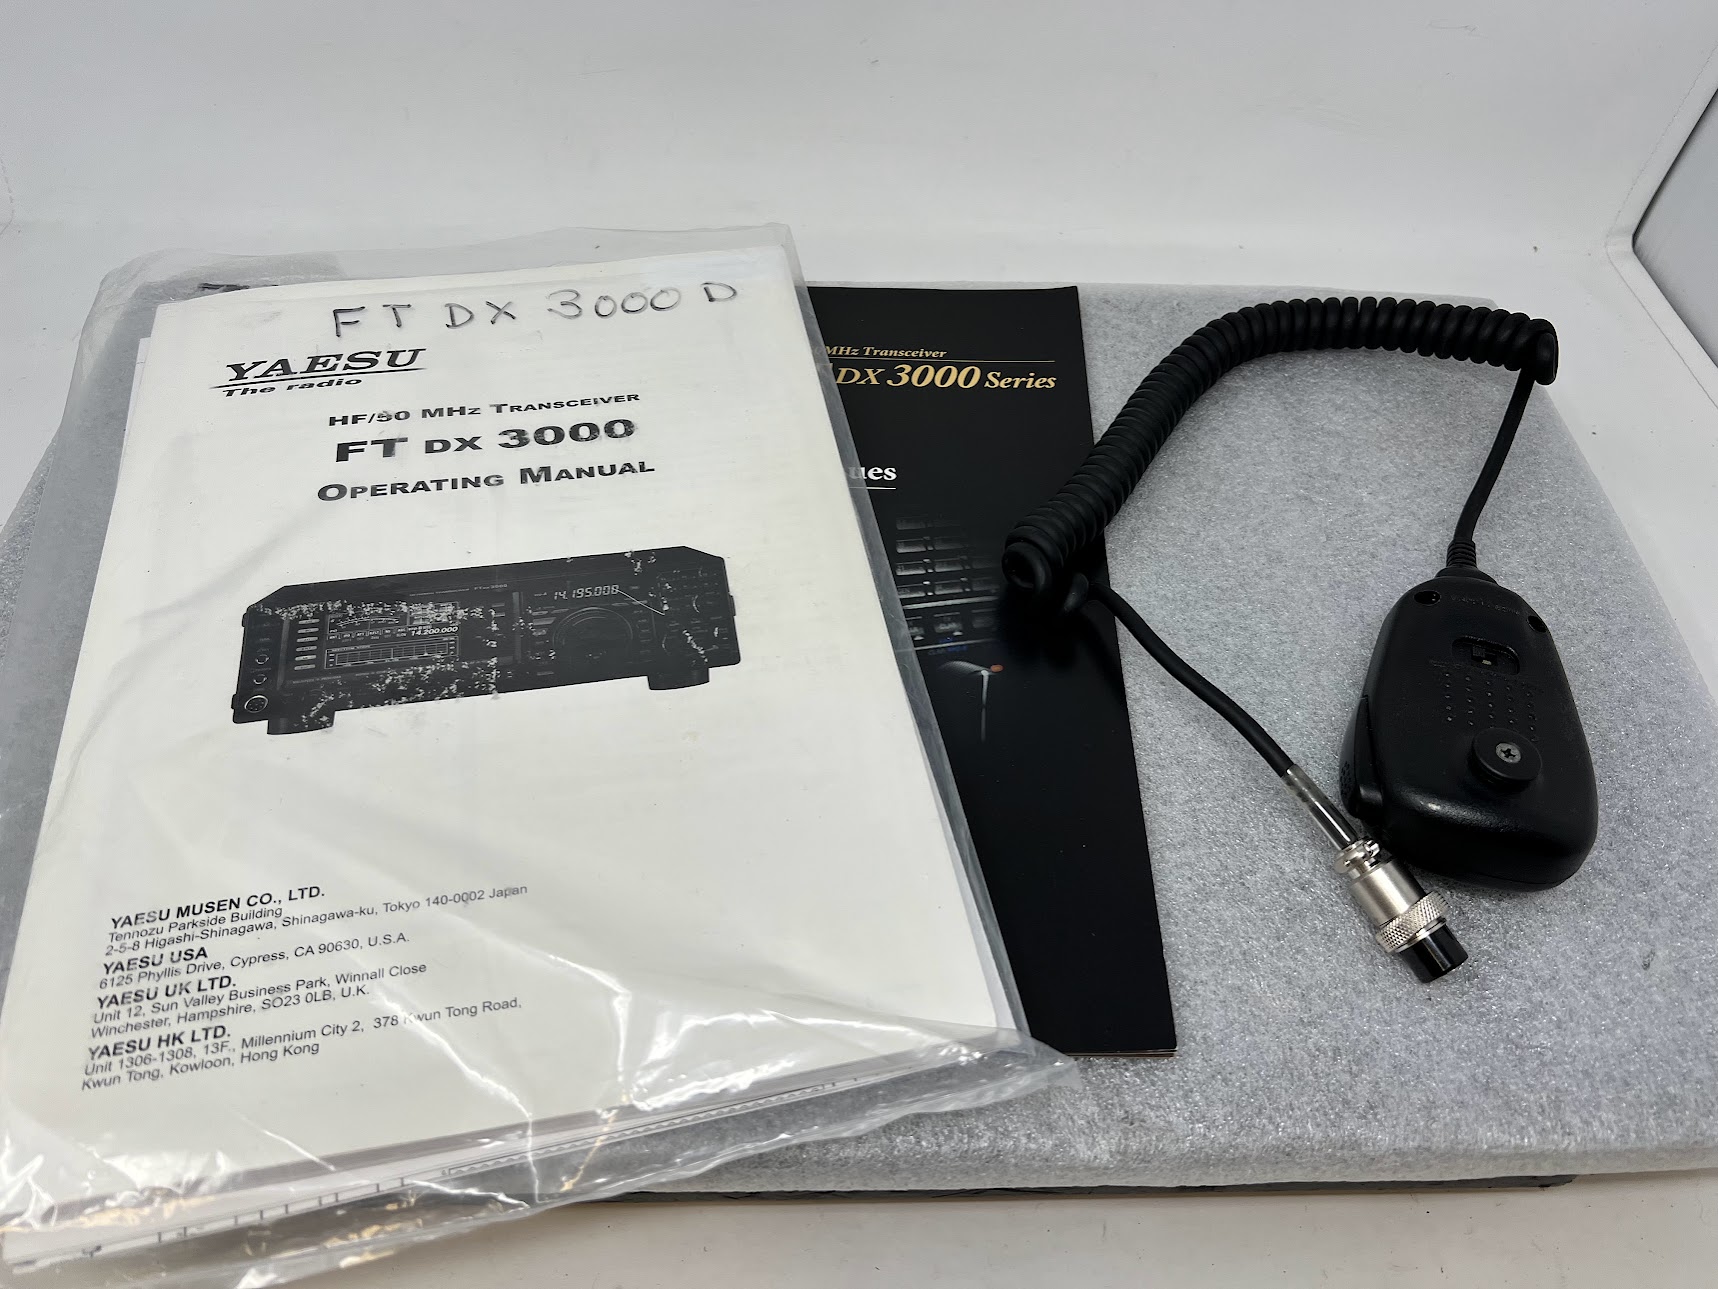 FT DX 3000 D
YAESU
The radio
HF/50 MHz TRANSCEIVER
FT DX 3000
OPERATING MANUAL
14.195.008
14.200.000
YAESU MUSEN CO., LTD.
Tennozu Parkside Building
2-5-8 Higashi-Shinagawa, Shinagawa-ku, Tokyo 140-0002 Japan
YAESU USA
6125 Phyllis Drive, Cypress, CA 90630, U.S.A.
YAESU UK LTD.
Unit 12, Sun Valley Business Park, Winnall Close
Winchester, Hampshire, SO23 0LB, U.K.
YAESU HK LTD.
Unit 1306-1308, 13F., Millennium City 2, 378 Kwun Tong Road,
Kwun Tong, Kowloon, Hong Kong
MHz Transceiver
DX 3000 Series
ues